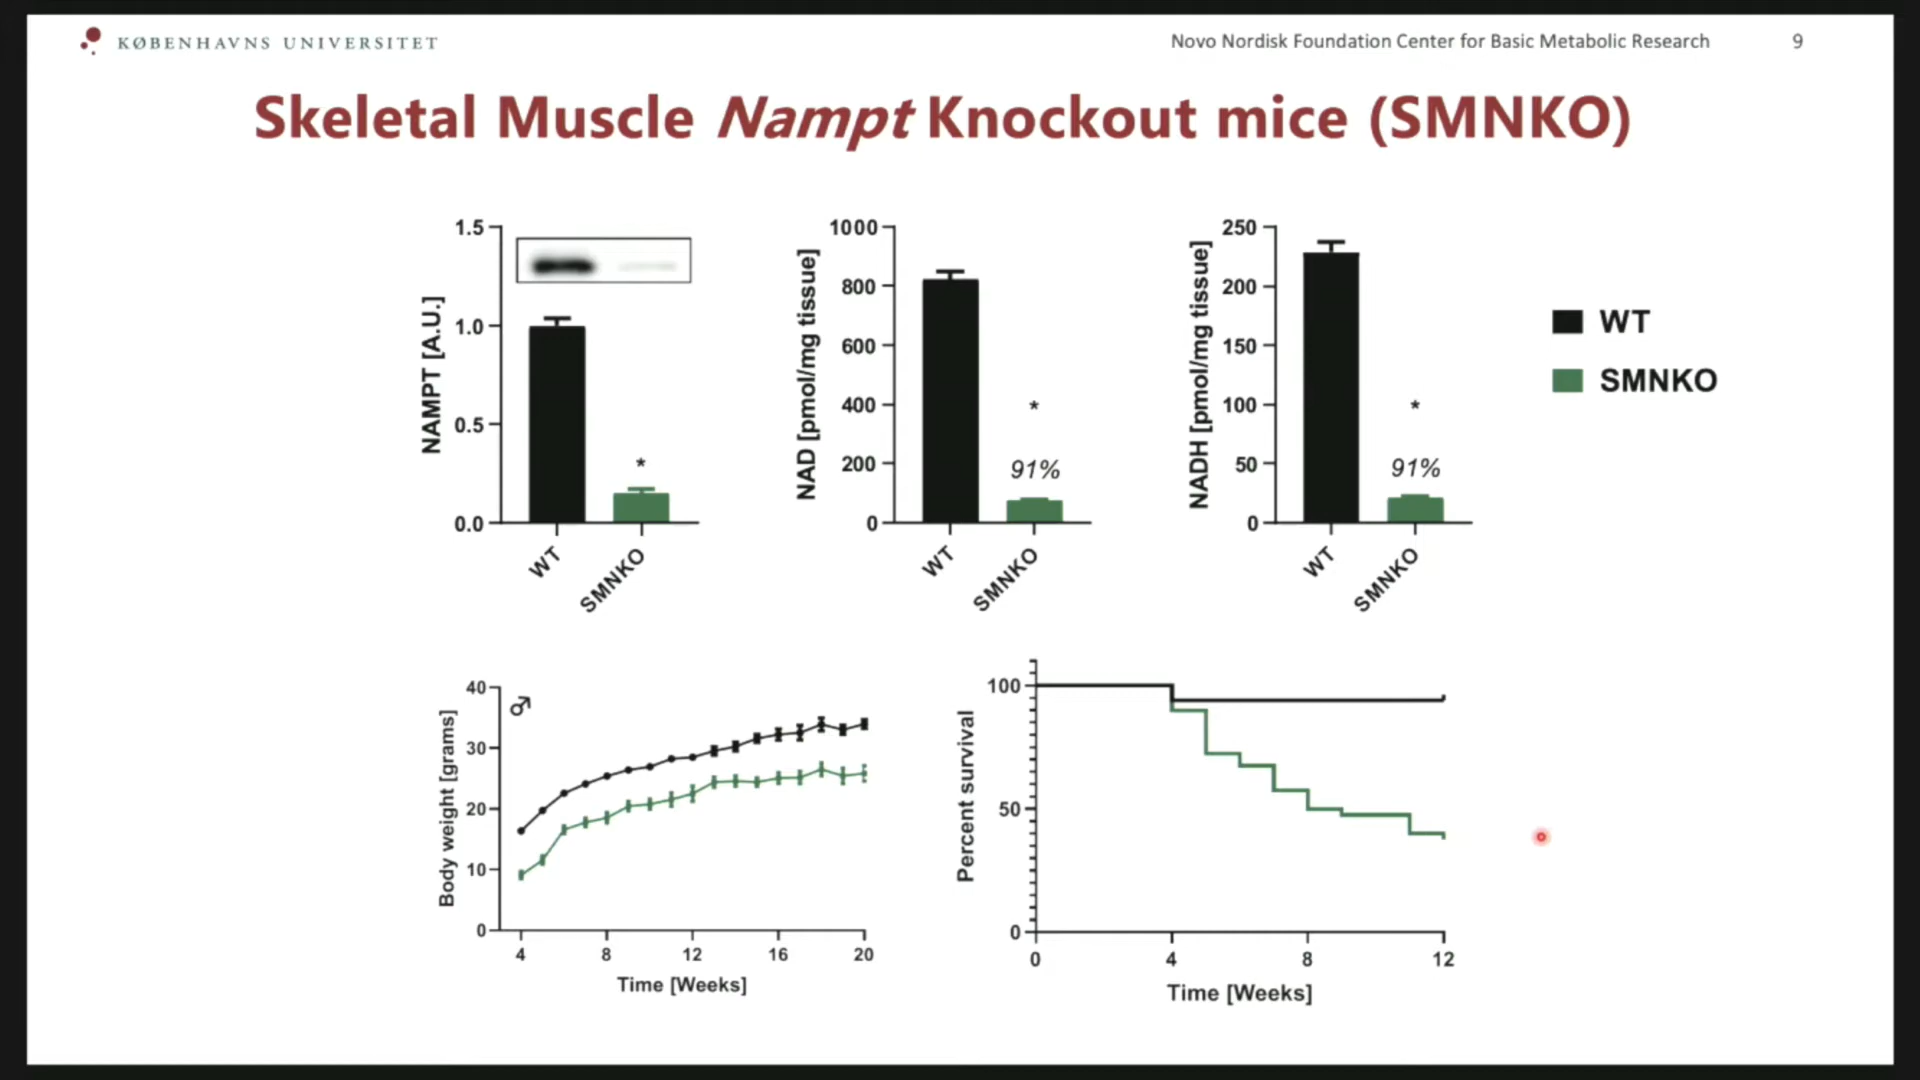 KØBENHAVNS UNIVERSITET
Novo Nordisk Foundation Center for Basic Metabolic Research
9
Skeletal Muscle Nampt Knockout mice (SMNKO)
NAMPT [A.U.]
1.5
1.0
0.5
0.0
*
WT
SMNKO
NAD [pmol/mg tissue]
1000
800
600
400
200
0
*
91%
WT
SMNKO
NADH [pmol/mg tissue]
250
200
150
100
50
0
*
91%
WT
SMNKO
WT
SMNKO
Body weight [grams]
40
30
20
10
0
♂
4 8 12 16 20
Time [Weeks]
Percent survival
100
50
0
0 4 8 12
Time [Weeks]